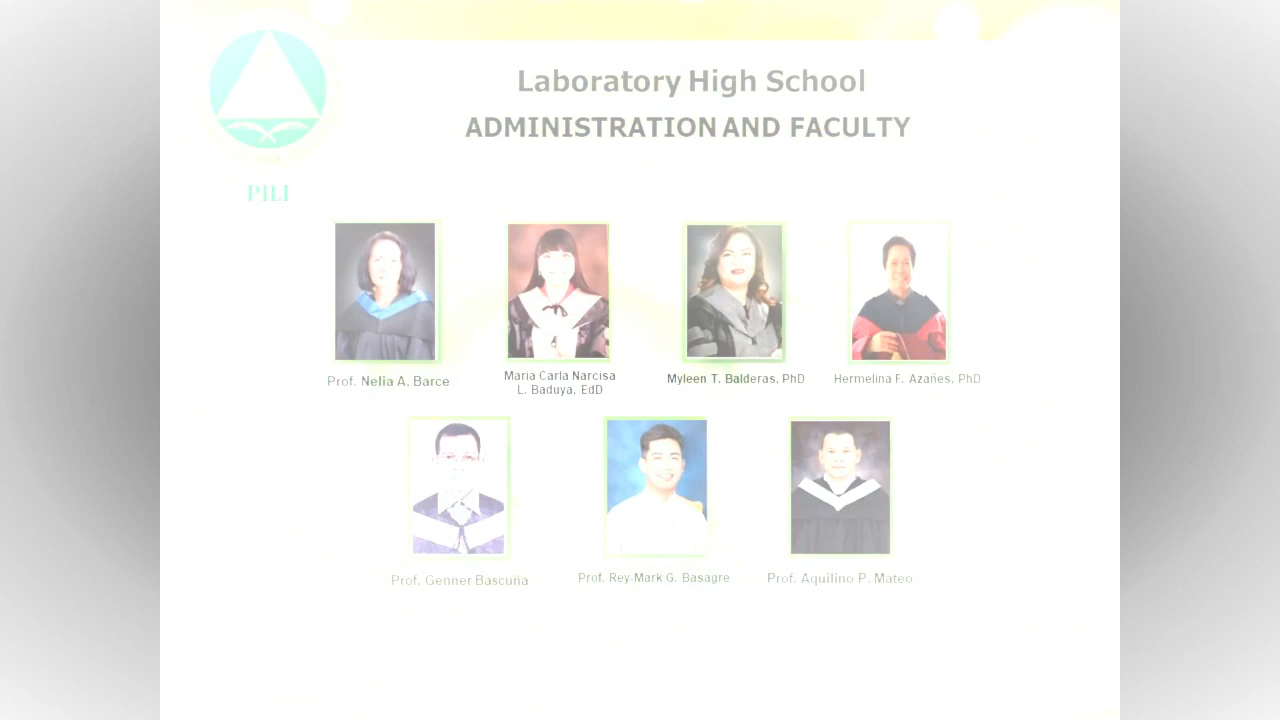 Laboratory High School
ADMINISTRATION AND FACULTY
PILI
Prof. Nelia A. Barce
Maria Carla Narcisa
L. Baduya, EdD
Myleen T. Balderas, PhD
Hermelina F. Azañes, PhD
Prof. Genner Bascuña
Prof. Rey-Mark G. Basagre
Prof. Aquilino P. Mateo